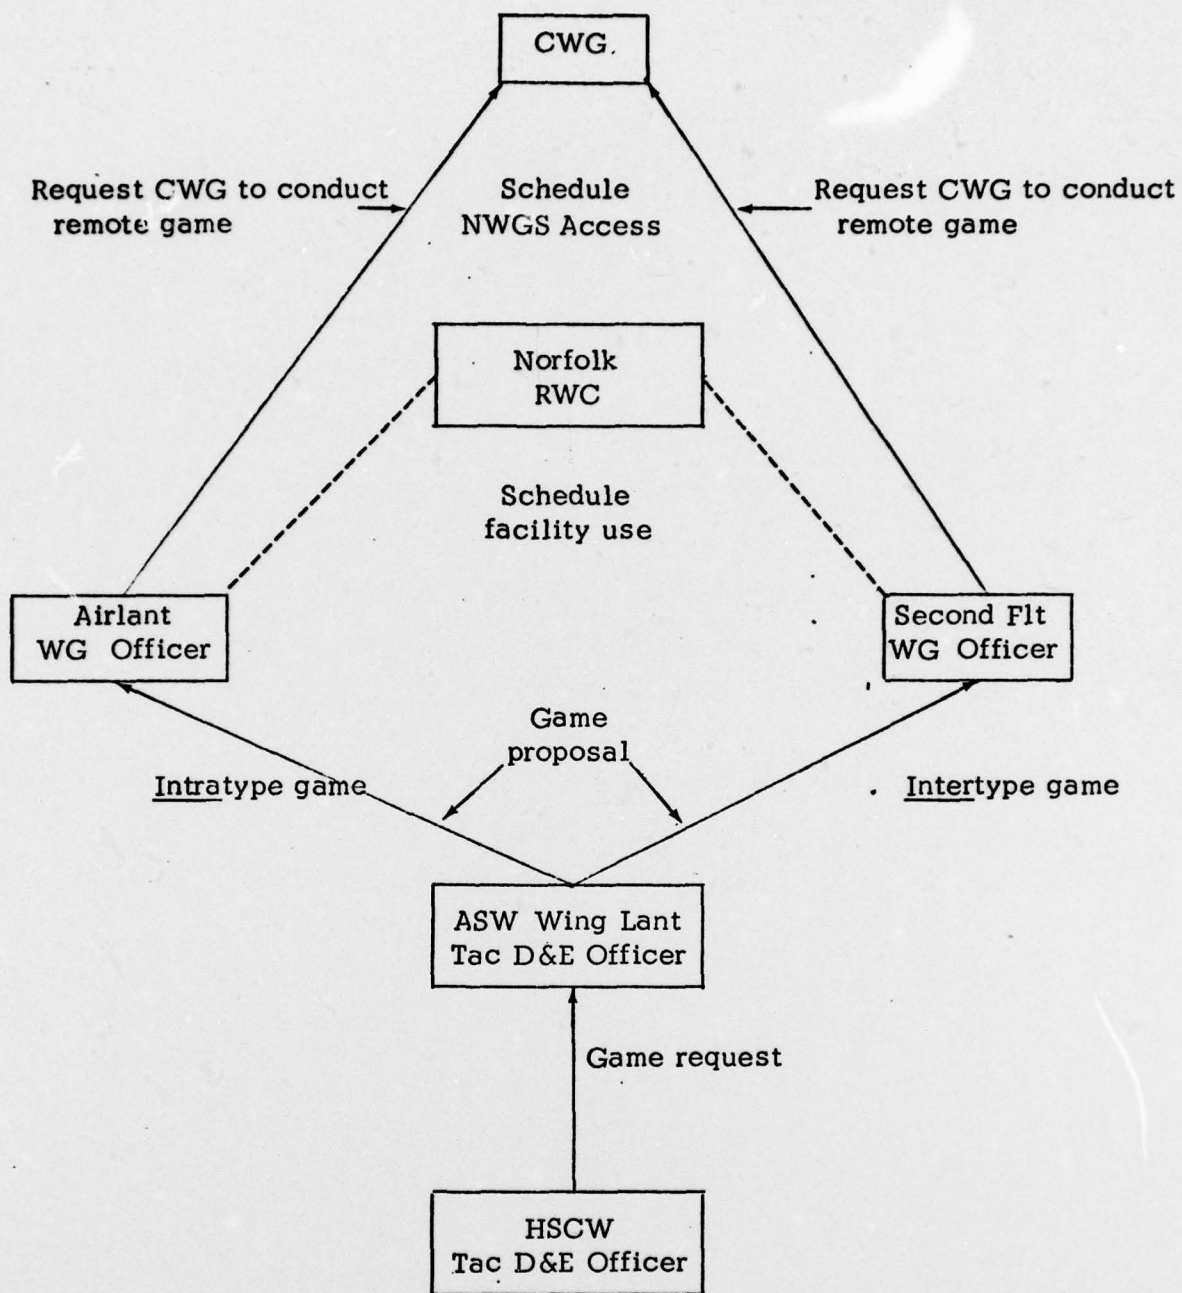 CWG.
Request CWG to conduct
remote game
Schedule
NWGS Access
Request CWG to conduct
remote game
Norfolk
RWC
Schedule
facility use
Airlant
WG Officer
Second Flt
WG Officer
Game
proposal
Intratype game
Intertype game
ASW Wing Lant
Tac D&E Officer
Game request
HSCW
Tac D&E Officer